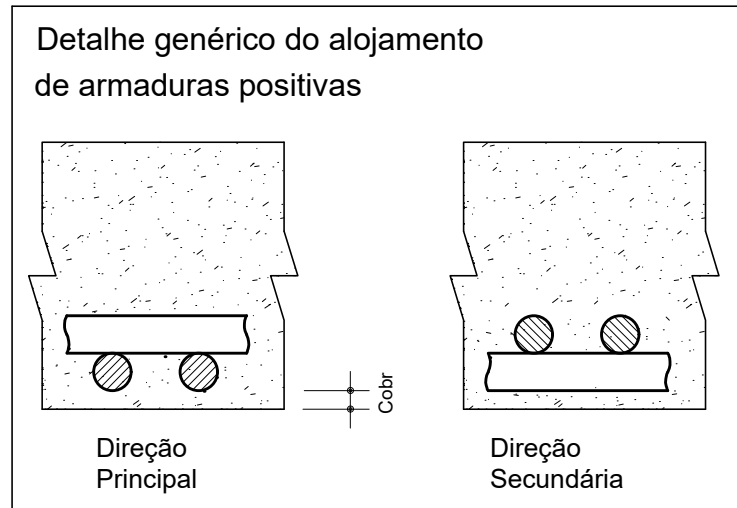 Detalhe genérico do alojamento
de armaduras positivas
Cobr
Direção
Principal
Direção
Secundária